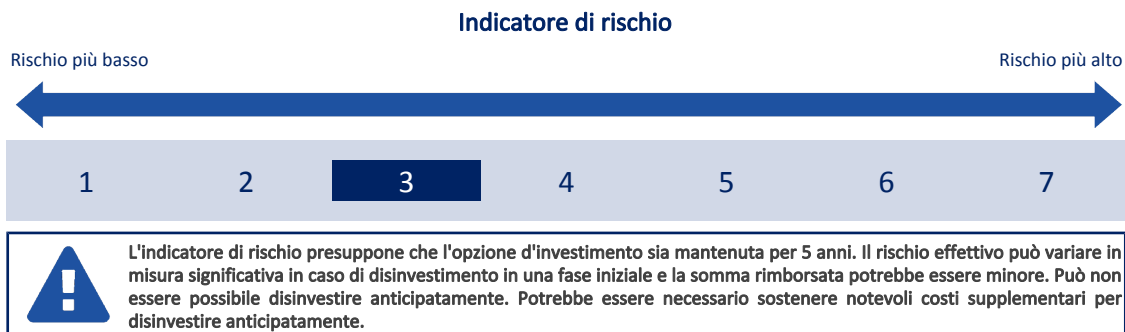 Indicatore di rischio
Rischio più basso
Rischio più alto
1 2 3 4 5 6 7
L'indicatore di rischio presuppone che l'opzione d'investimento sia mantenuta per 5 anni. Il rischio effettivo può variare in
misura significativa in caso di disinvestimento in una fase iniziale e la somma rimborsata potrebbe essere minore. Può non
essere possibile disinvestire anticipatamente. Potrebbe essere necessario sostenere notevoli costi supplementari per
disinvestire anticipatamente.